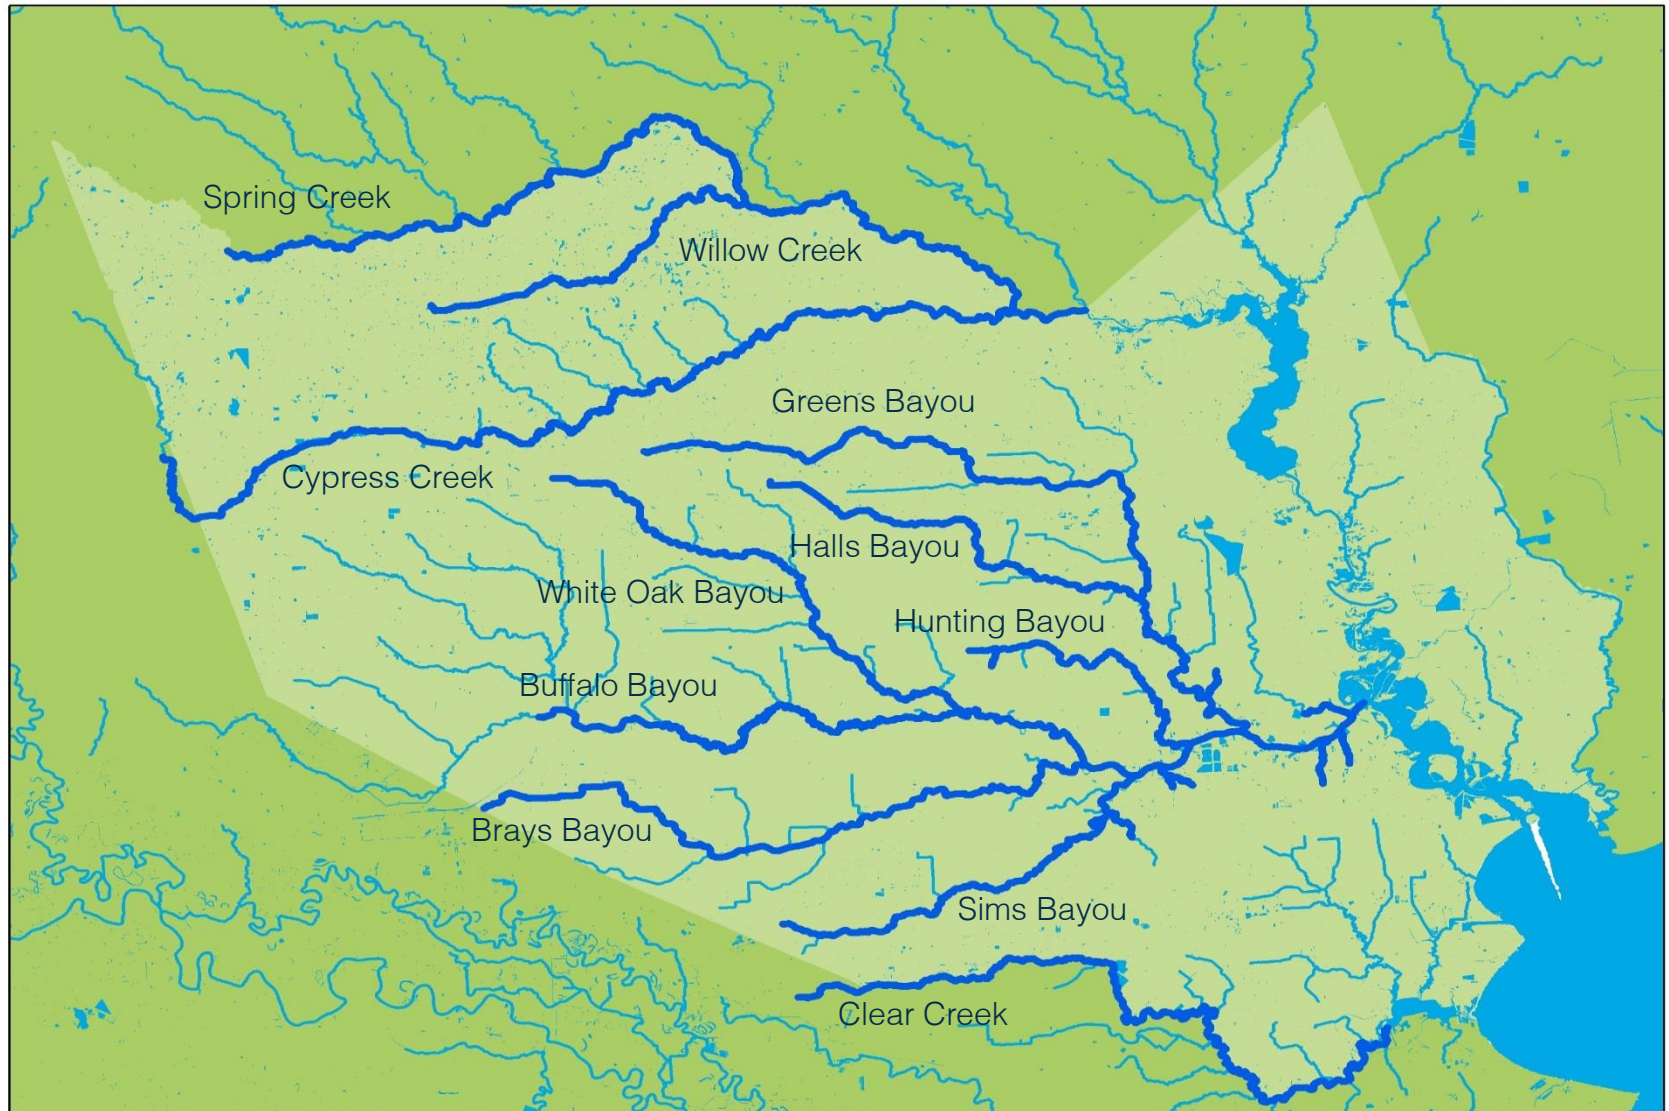 Spring Creek
Willow Creek
Greens Bayou
Cypress Creek
Halls Bayou
White Oak Bayou
Hunting Bayou
Buffalo Bayou
Brays Bayou
Sims Bayou
Clear Creek